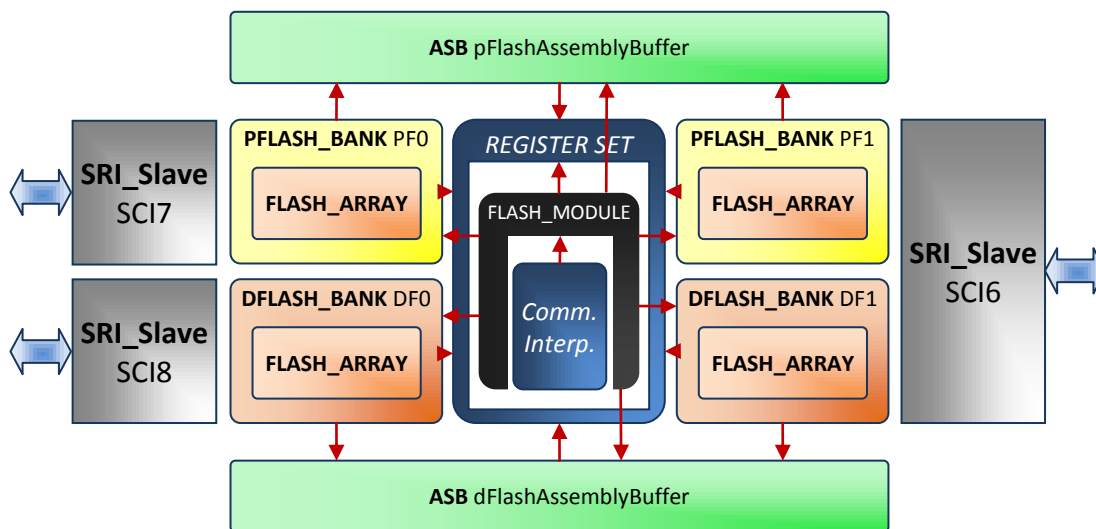 ASB pFlashAssemblyBuffer
SRI_Slave
SCI7
PFLASH_BANK PF0
FLASH_ARRAY
REGISTER SET
FLASH_MODULE
Comm.
Interp.
PFLASH_BANK PF1
FLASH_ARRAY
SRI_Slave
SCI6
SRI_Slave
SCI8
DFLASH_BANK DF0
FLASH_ARRAY
DFLASH_BANK DF1
FLASH_ARRAY
ASB dFlashAssemblyBuffer